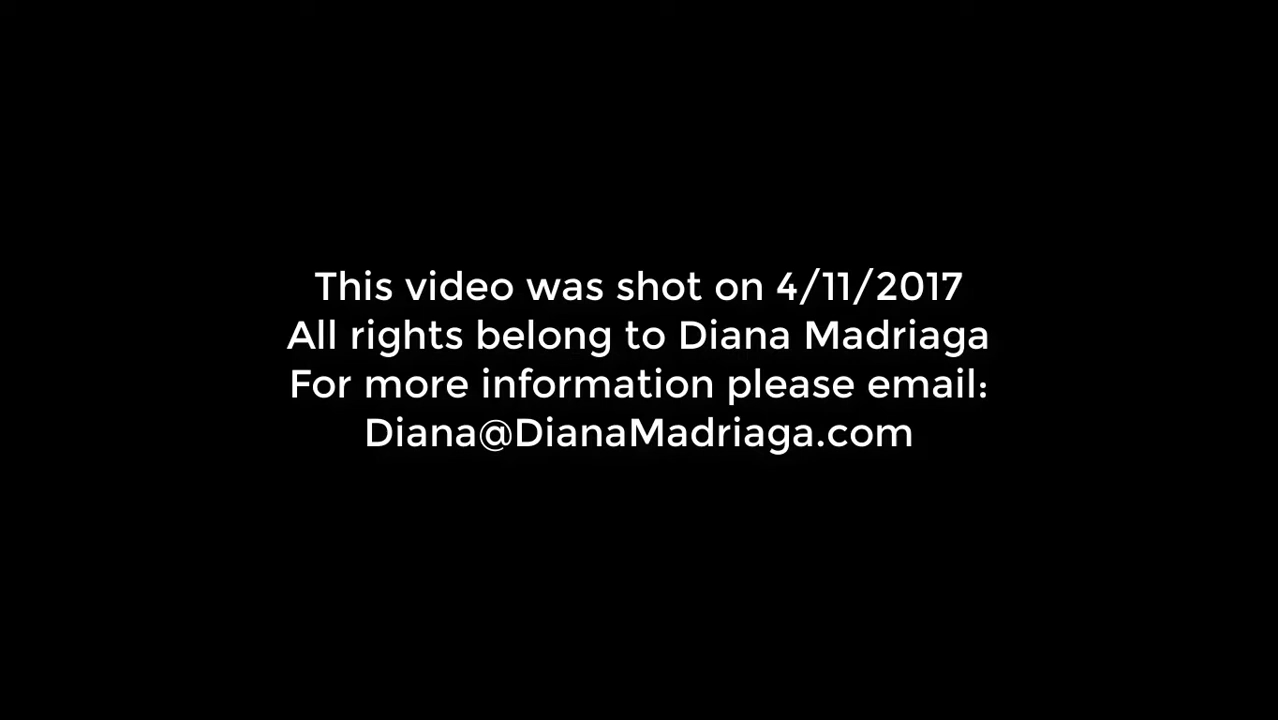 This video was shot on 4/11/2017
All rights belong to Diana Madriaga
For more information please email:
Diana@DianaMadriaga.com